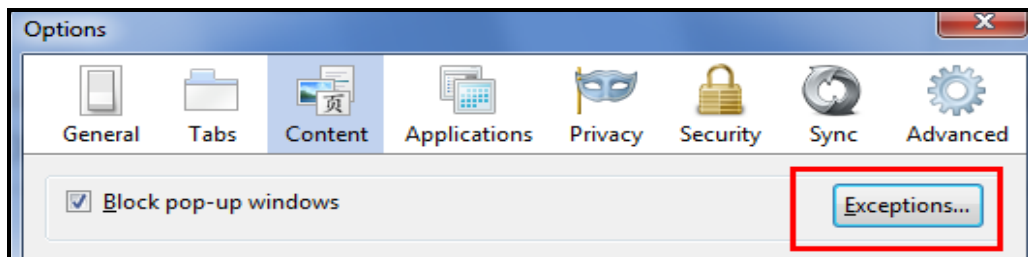 Options
页
General Tabs Content Applications Privacy Security Sync Advanced
Block pop-up windows Exceptions...